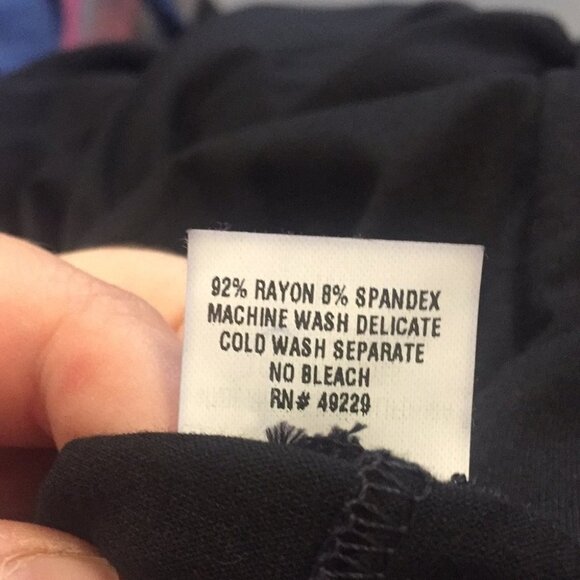 92% RAYON 8% SPANDEX
MACHINE WASH DELICATE
COLD WASH SEPARATE
NO BLEACH
RN# 49229